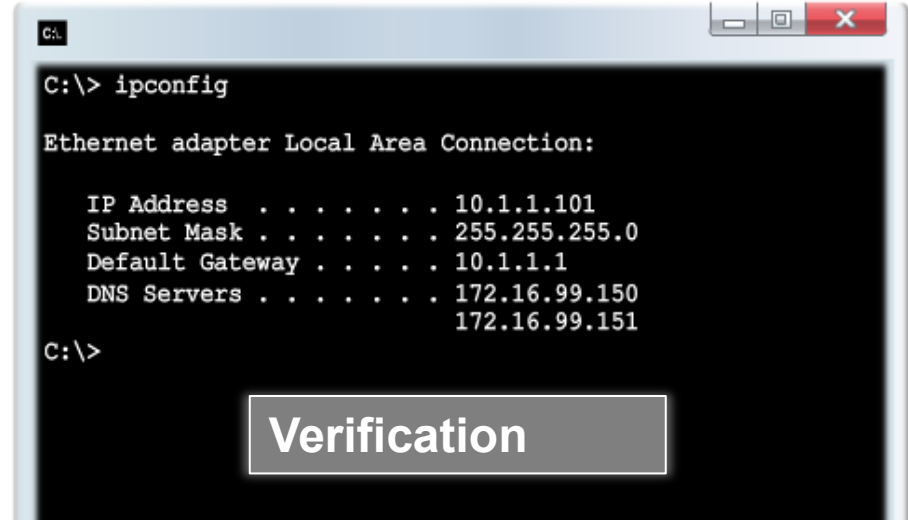 C:\.
C:\> ipconfig
Ethernet adapter Local Area Connection:
IP Address . . . . . . . 10.1.1.101
Subnet Mask . . . . . . . 255.255.255.0
Default Gateway . . . . . 10.1.1.1
DNS Servers . . . . . . . 172.16.99.150
172.16.99.151
C:\>
Verification